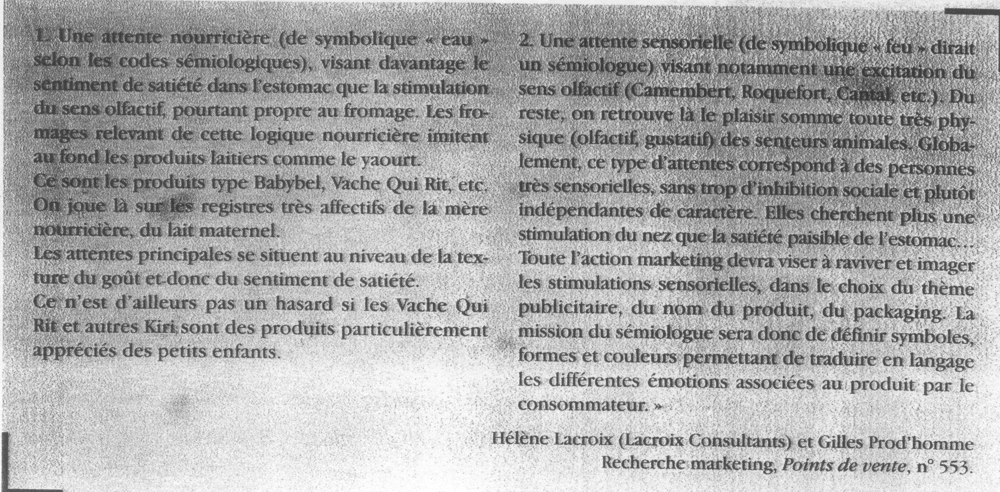 1. Une attente nourricière (de symbolique « eau »
selon les codes sémiologiques), visant davantage le
sentiment de satiété dans l'estomac que la stimulation
du sens olfactif, pourtant propre au fromage. Les fro-
mages relevant de cette logique nourricière imitent
au fond les produits laitiers comme le yaourt.
Ce sont les produits type Babybel, Vache Qui Rit, etc.
On joue là sur les registres très affectifs de la mère
nourricière, du lait maternel.
Les attentes principales se situent au niveau de la tex-
ture du goût et donc du sentiment de satiété.
Ce n'est d'ailleurs pas un hasard si les Vache Qui
Rit et autres Kiri sont des produits particulièrement
appréciés des petits enfants.
2. Une attente sensorielle (de symbolique « feu » dirait
un sémiologue) visant notamment une excitation du
sens olfactif (Camembert, Roquefort, Cantal, etc.). Du
reste, on retrouve là le plaisir somme toute très phy-
sique (olfactif, gustatif) des senteurs animales. Globa-
lement, ce type d'attentes correspond à des personnes
très sensorielles, sans trop d'inhibition sociale et plutôt
indépendantes de caractère. Elles cherchent plus une
stimulation du nez que la satiété paisible de l'estomac…
Toute l'action marketing devra viser à raviver et imager
les stimulations sensorielles, dans le choix du thème
publicitaire, du nom du produit, du packaging. La
mission du sémiologue sera donc de définir symboles,
formes et couleurs permettant de traduire en langage
les différentes émotions associées au produit par le
consommateur. »
Hélène Lacroix (Lacroix Consultants) et Gilles Prod'homme
Recherche marketing, Points de vente, n° 553.